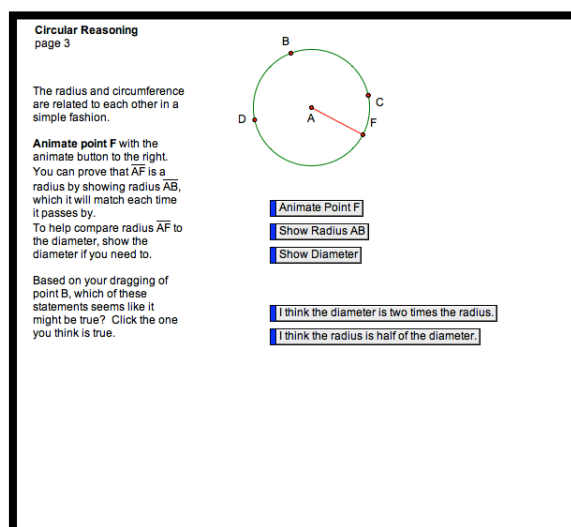 Circular Reasoning
page 3
The radius and circumference
are related to each other in a
simple fashion.
Animate point F with the
animate button to the right.
You can prove that AF is a
radius by showing radius AB,
which it will match each time
it passes by.
To help compare radius AF to
the diameter, show the
diameter if you need to.
Based on your dragging of
point B, which of these
statements seems like it
might be true? Click the one
you think is true.
B
C
D
A
F
Animate Point F
Show Radius AB
Show Diameter
I think the diameter is two times the radius.
I think the radius is half of the diameter.